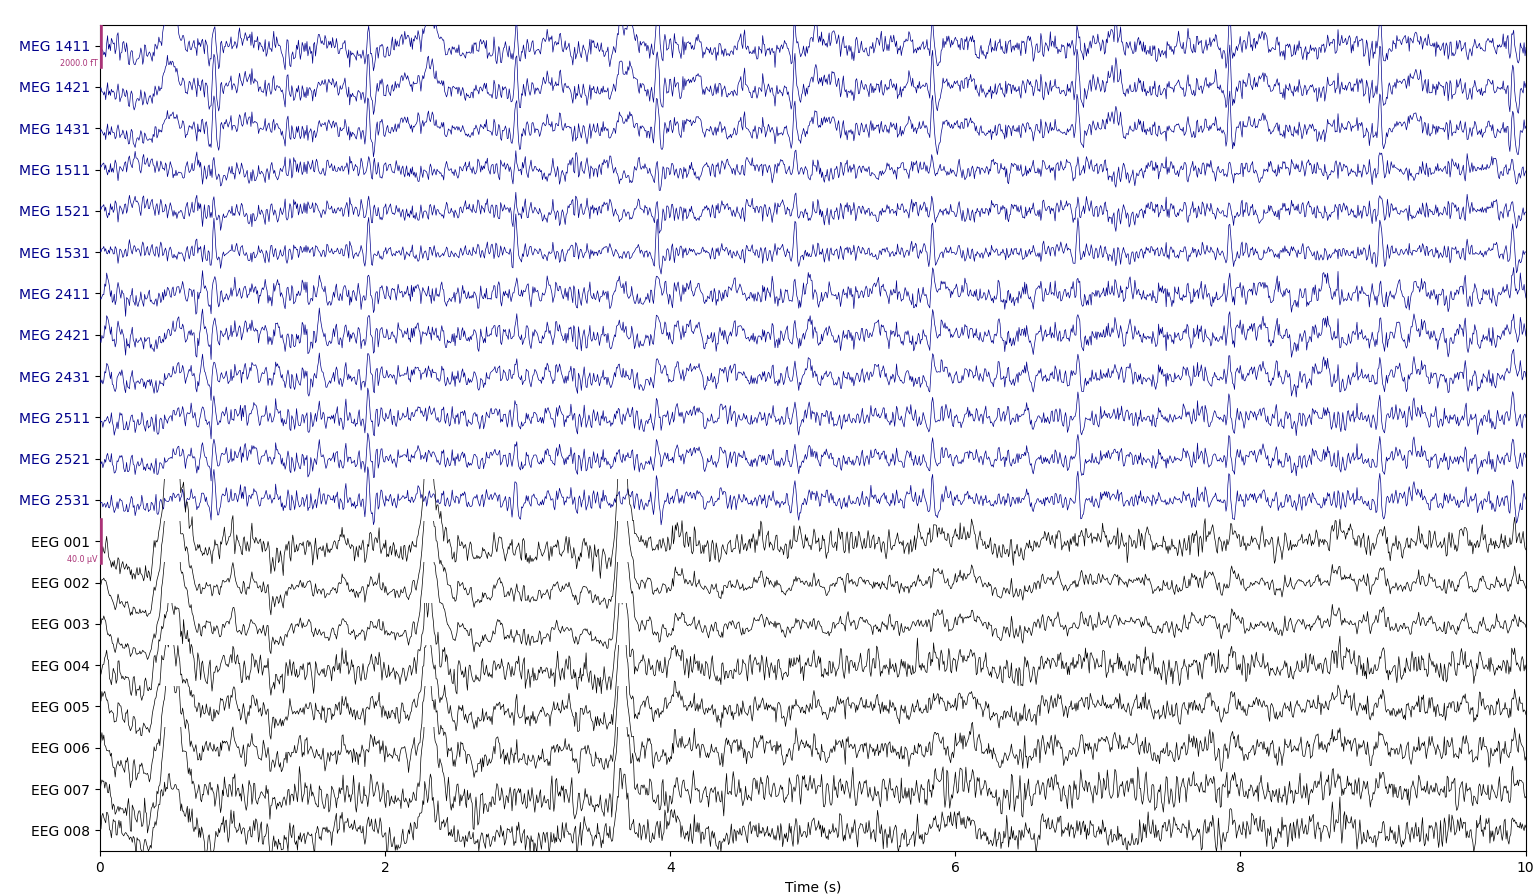 MEG 1411
2000.0 fT
MEG 1421
MEG 1431
MEG 1511
MEG 1521
MEG 1531
MEG 2411
MEG 2421
MEG 2431
MEG 2511
MEG 2521
MEG 2531
EEG 001
40.0 µV
EEG 002
EEG 003
EEG 004
EEG 005
EEG 006
EEG 007
EEG 008
0 2 4 6 8 10
Time (s)